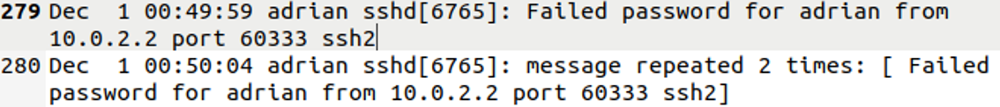 279 Dec  1 00:49:59 adrian sshd[6765]: Failed password for adrian from
10.0.2.2 port 60333 ssh2
280 Dec  1 00:50:04 adrian sshd[6765]: message repeated 2 times: [ Failed
password for adrian from 10.0.2.2 port 60333 ssh2]